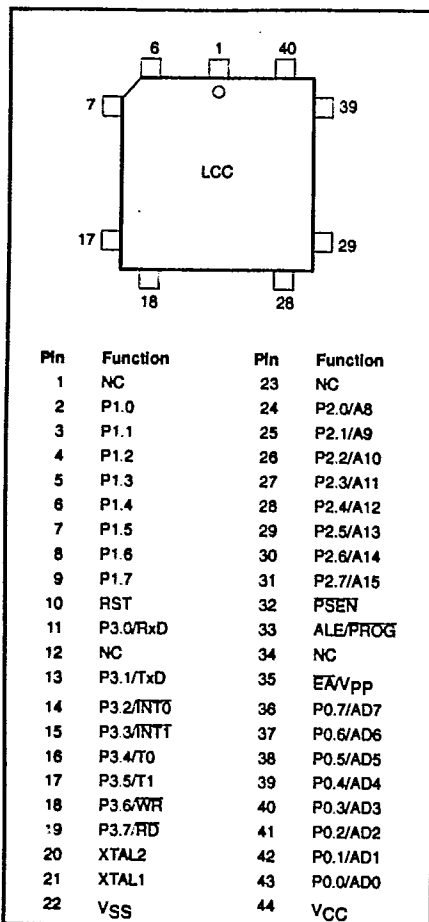 6 1 40
7 39
LCC
17 29
18 28
Pin Function Pin Function
1 NC 23 NC
2 P1.0 24 P2.0/A8
3 P1.1 25 P2.1/A9
4 P1.2 26 P2.2/A10
5 P1.3 27 P2.3/A11
6 P1.4 28 P2.4/A12
7 P1.5 29 P2.5/A13
8 P1.6 30 P2.6/A14
9 P1.7 31 P2.7/A15
10 RST 32 P̅S̅E̅N̅
11 P3.0/RxD 33 ALE/P̅R̅O̅G̅
12 NC 34 NC
13 P3.1/TxD 35 E̅A̅/VPP
14 P3.2/I̅N̅T̅0̅ 36 P0.7/AD7
15 P3.3/I̅N̅T̅1̅ 37 P0.6/AD6
16 P3.4/T0 38 P0.5/AD5
17 P3.5/T1 39 P0.4/AD4
18 P3.6/W̅R̅ 40 P0.3/AD3
19 P3.7/R̅D̅ 41 P0.2/AD2
20 XTAL2 42 P0.1/AD1
21 XTAL1 43 P0.0/AD0
22 VSS 44 VCC